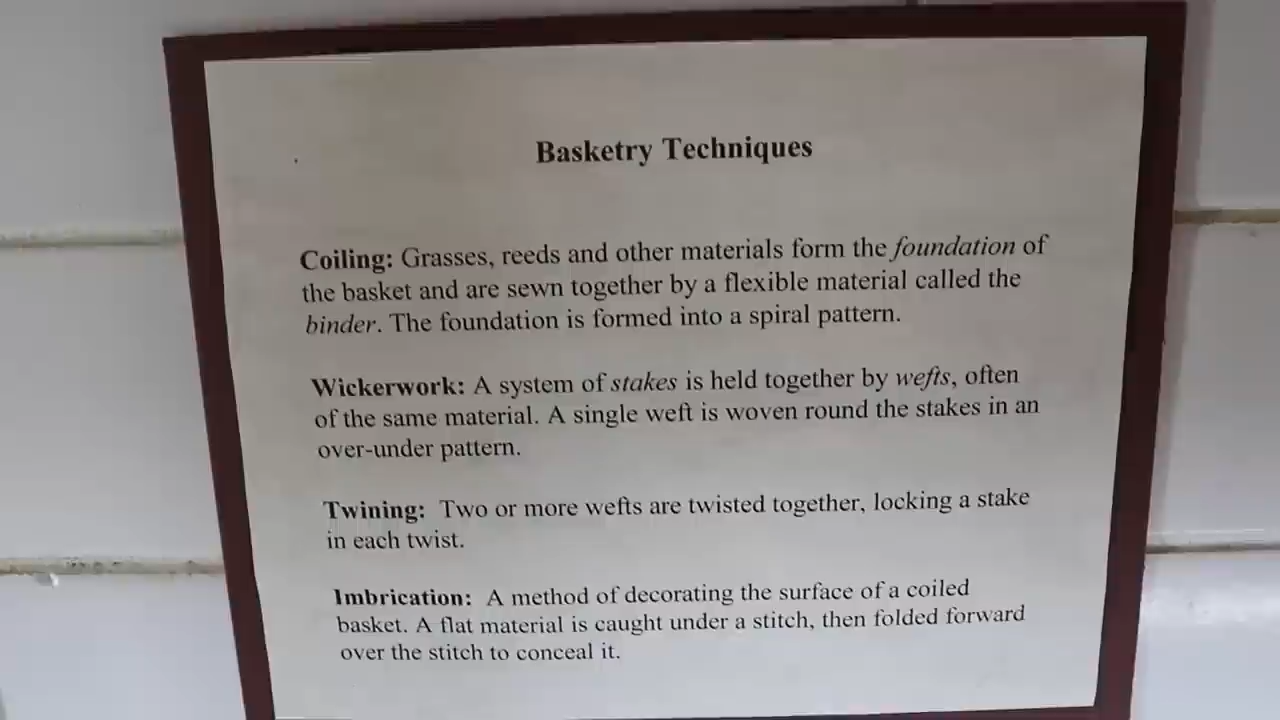 Basketry Techniques
Coiling: Grasses, reeds and other materials form the foundation of
the basket and are sewn together by a flexible material called the
binder. The foundation is formed into a spiral pattern.
Wickerwork: A system of stakes is held together by wefts, often
of the same material. A single weft is woven round the stakes in an
over-under pattern.
Twining: Two or more wefts are twisted together, locking a stake
in each twist.
Imbrication: A method of decorating the surface of a coiled
basket. A flat material is caught under a stitch, then folded forward
over the stitch to conceal it.